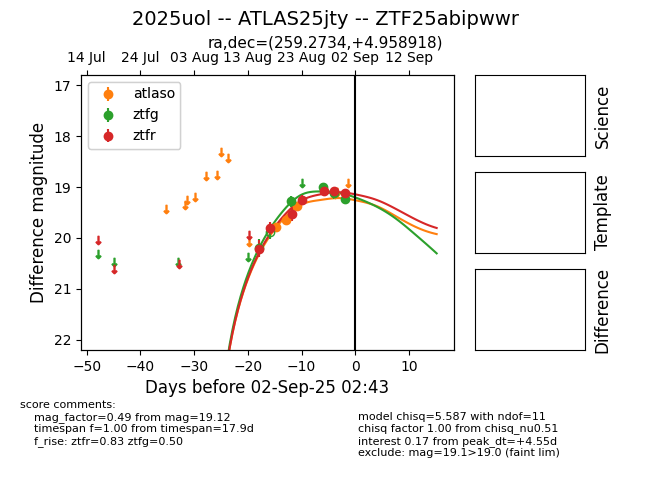 2025uol -- ATLAS25jty -- ZTF25abipwwr
ra,dec=(259.2734,+4.958918)
14 Jul 24 Jul 03 Aug 13 Aug 23 Aug 02 Sep 12 Sep
atlaso
ztfg
ztfr
17
18
19
20
21
22
Difference magnitude
−50 −40 −30 −20 −10 0 10
Days before 02-Sep-25 02:43
Science
Template
Difference
score comments:
mag_factor=0.49 from mag=19.12
timespan f=1.00 from timespan=17.9d
f_rise: ztfr=0.83 ztfg=0.50
model chisq=5.587 with ndof=11
chisq factor 1.00 from chisq_nu0.51
interest 0.17 from peak_dt=+4.55d
exclude: mag=19.1>19.0 (faint lim)